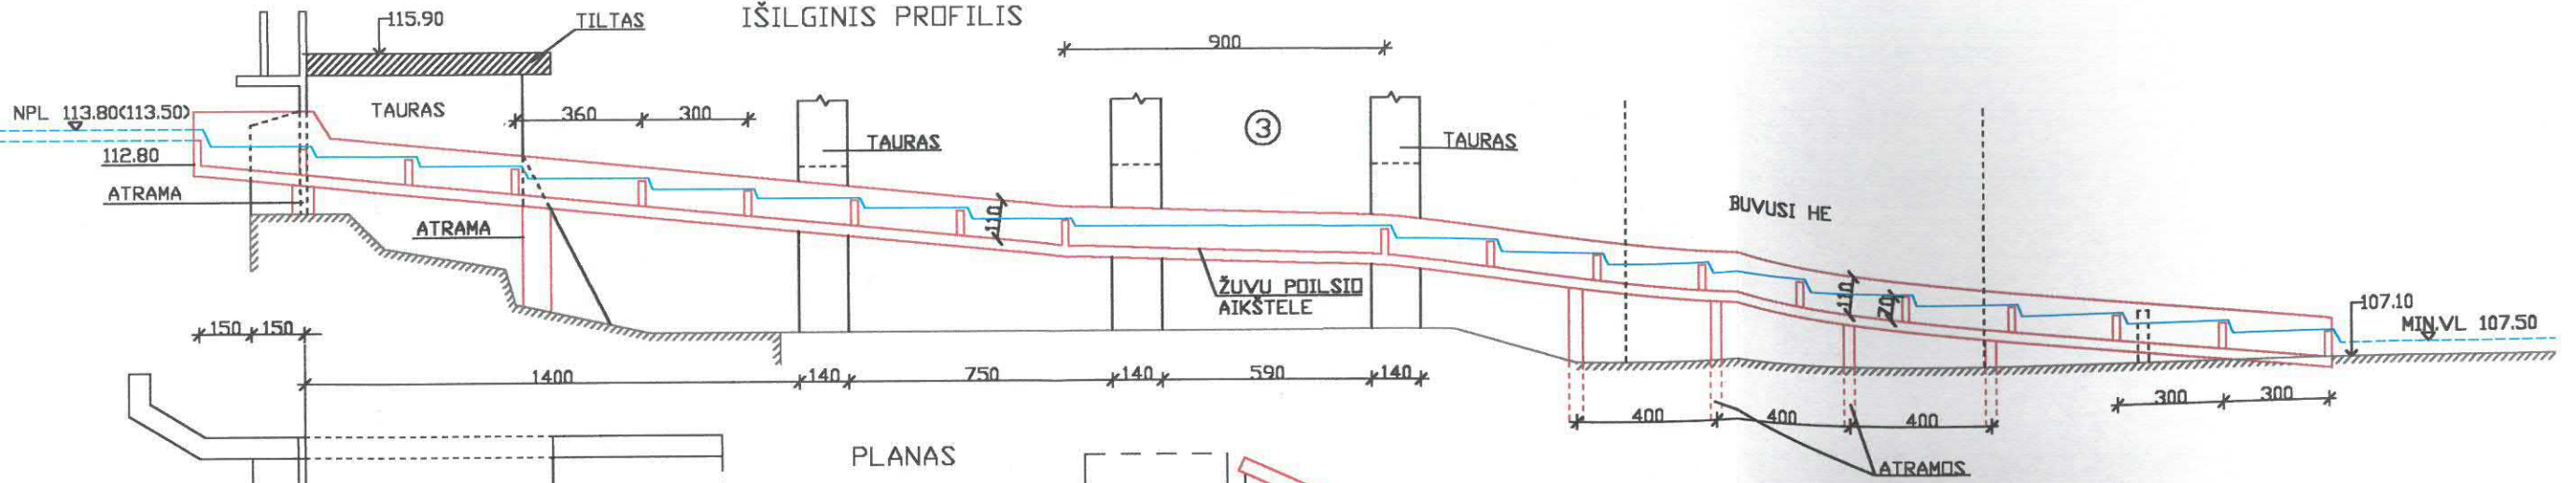 IŠILGINIS PROFILIS
115.90
TILTAS
900
NPL 113.80(113.50)
TAURAS
360
300
TAURAS
3
TAURAS
112.80
ATRAMA
ATRAMA
110
BUVUSI HE
ŽUVU POILSIO
AIKŠTELE
110
70
107.10
MIN.VL 107.50
150
150
1400
140
750
140
590
140
400
400
400
300
300
PLANAS
ATRAMOS